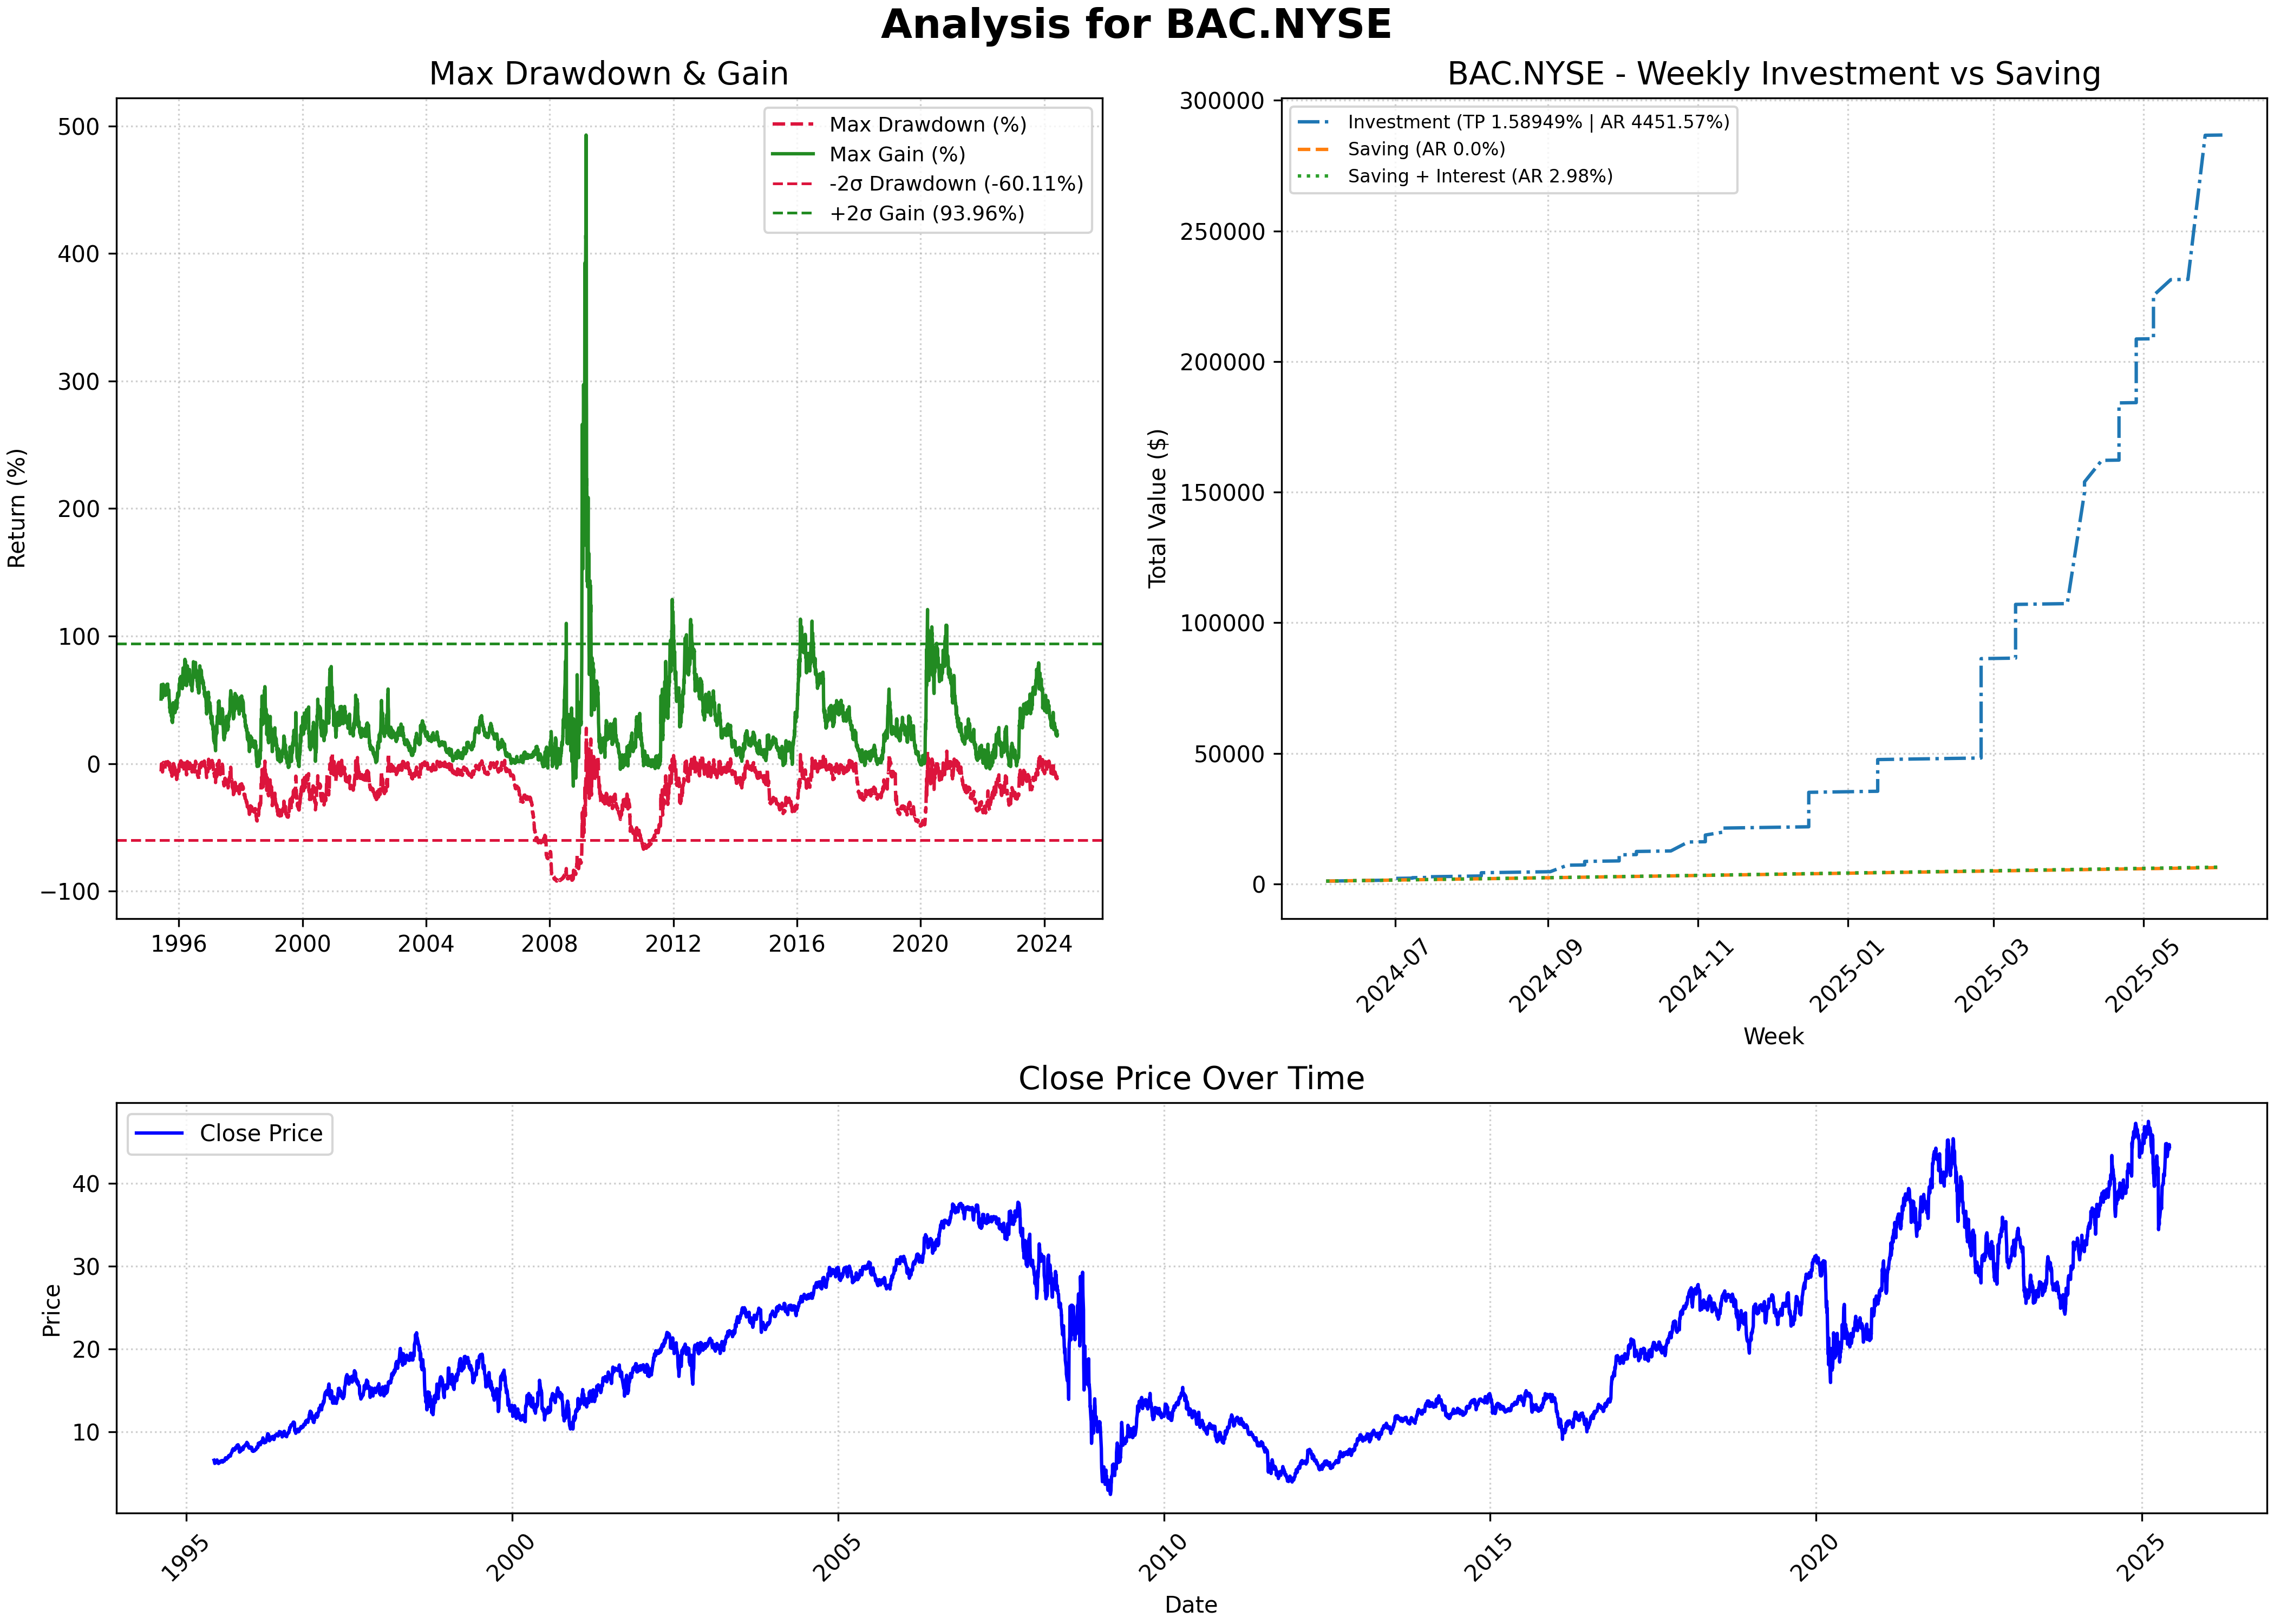 Analysis for BAC.NYSE
Max Drawdown & Gain
Return (%)
500
400
300
200
100
0
−100
Max Drawdown (%)
Max Gain (%)
-2σ Drawdown (-60.11%)
+2σ Gain (93.96%)
1996
2000
2004
2008
2012
2016
2020
2024
BAC.NYSE - Weekly Investment vs Saving
Total Value ($)
300000
250000
200000
150000
100000
50000
0
Investment (TP 1.58949% | AR 4451.57%)
Saving (AR 0.0%)
Saving + Interest (AR 2.98%)
2024-07
2024-09
2024-11
2025-01
2025-03
2025-05
Week
Close Price Over Time
Price
40
30
20
10
Close Price
1995
2000
2005
2010
2015
2020
2025
Date